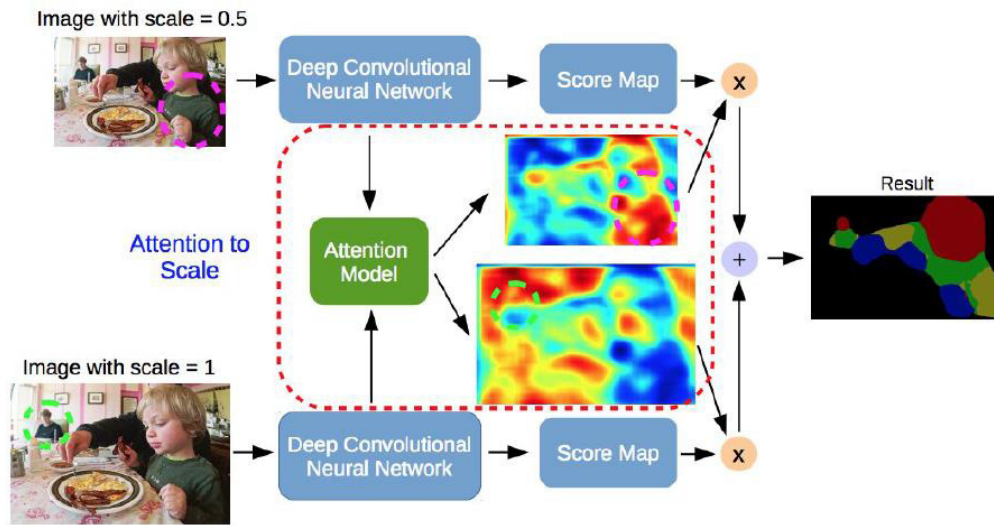 Image with scale = 0.5
Deep Convolutional
Neural Network
Score Map
x
Result
Attention to
Scale
Attention
Model
+
Image with scale = 1
Deep Convolutional
Neural Network
Score Map
x